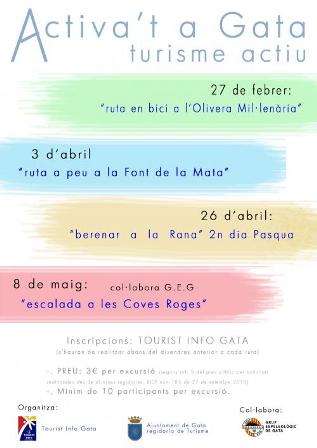 Activa't a Gata
turisme actiu
27 de febrer:
"ruta en bici a l'Olivera Mil·lenària"
3 d'abril
"ruta a peu a la Font de la Mata"
26 d'abril:
"berenar a la Rana" 2n dia Pasqua
8 de maig: col·labora G.E.G
"escalada a les Coves Roges"
Inscripcions: TOURIST INFO GATA
(s'hauran de realitzar abans del divendres anterior a cada ruta)
-. PREU: 3€ per excursió
-. Mínim de 10 participants per excursió.
Organitza:
Col·labora:
Tourist Info Gata
Ajuntament de Gata
regidoria de Turisme
GRUP
ESPELEOLÒGIC
DE GATA